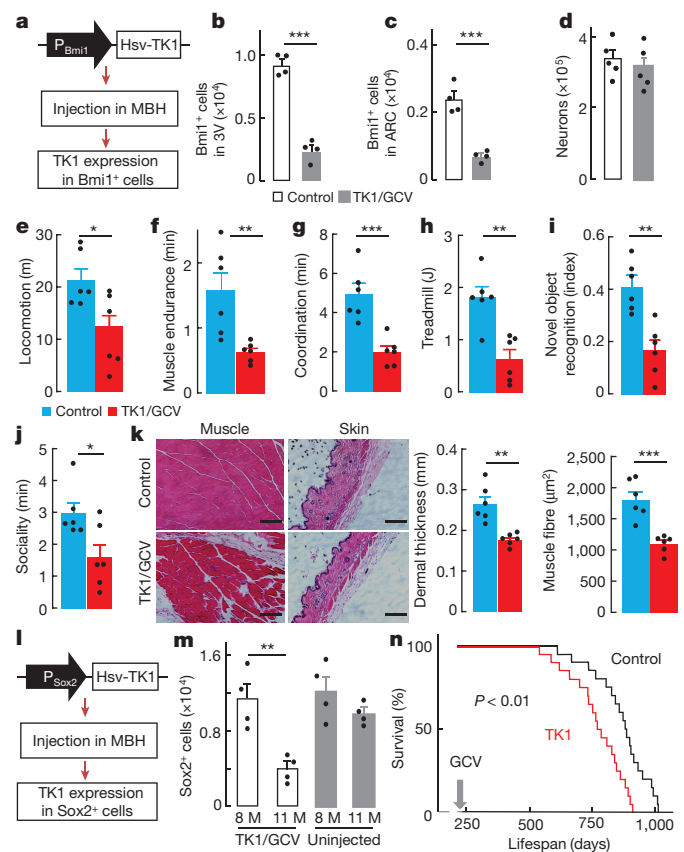 a
P Bmi1
Hsv-TK1
Injection in MBH
TK1 expression
in Bmi1+ cells
b
Bmi1+ cells
in 3V (×10⁴)
1.0
0.5
0
***
c
Bmi1+ cells
in ARC (×10⁴)
0.4
0.2
0
***
d
Neurons (×10⁵)
4
2
0
Control TK1/GCV
e
Locomotion (m)
30
20
10
0
*
f
Muscle endurance (min)
2
1
0
**
g
Coordination (min)
9
6
3
0
***
h
Treadmill (J)
3
2
1
0
**
i
Novel object
recognition (index)
0.6
0.4
0.2
0
**
Control TK1/GCV
j
Sociality (min)
5
4
3
2
1
0
*
k
Muscle Skin
Control
TK1/GCV
Dermal thickness (mm)
0.4
0.3
0.2
0.1
0
**
Muscle fibre (μm²)
2,500
2,000
1,500
1,000
500
0
***
l
P Sox2
Hsv-TK1
Injection in MBH
TK1 expression
in Sox2+ cells
m
Sox2+ cells (×10⁴)
1.6
1.2
0.6
0
**
8 M 11 M 8 M 11 M
TK1/GCV Uninjected
n
Survival (%)
100
50
0
Control
P < 0.01
TK1
GCV
250 500 750 1,000
Lifespan (days)